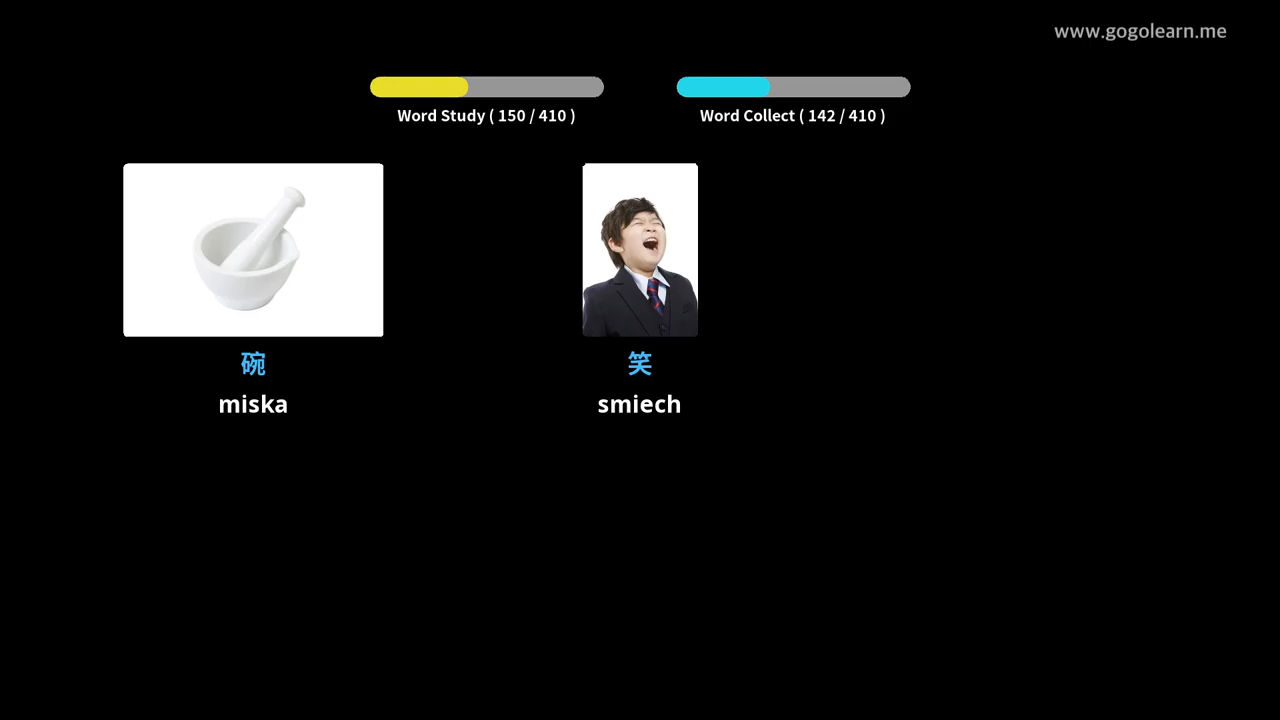 www.gogolearn.me
Word Study ( 150 / 410 )
Word Collect ( 142 / 410 )
碗
miska
笑
smiech